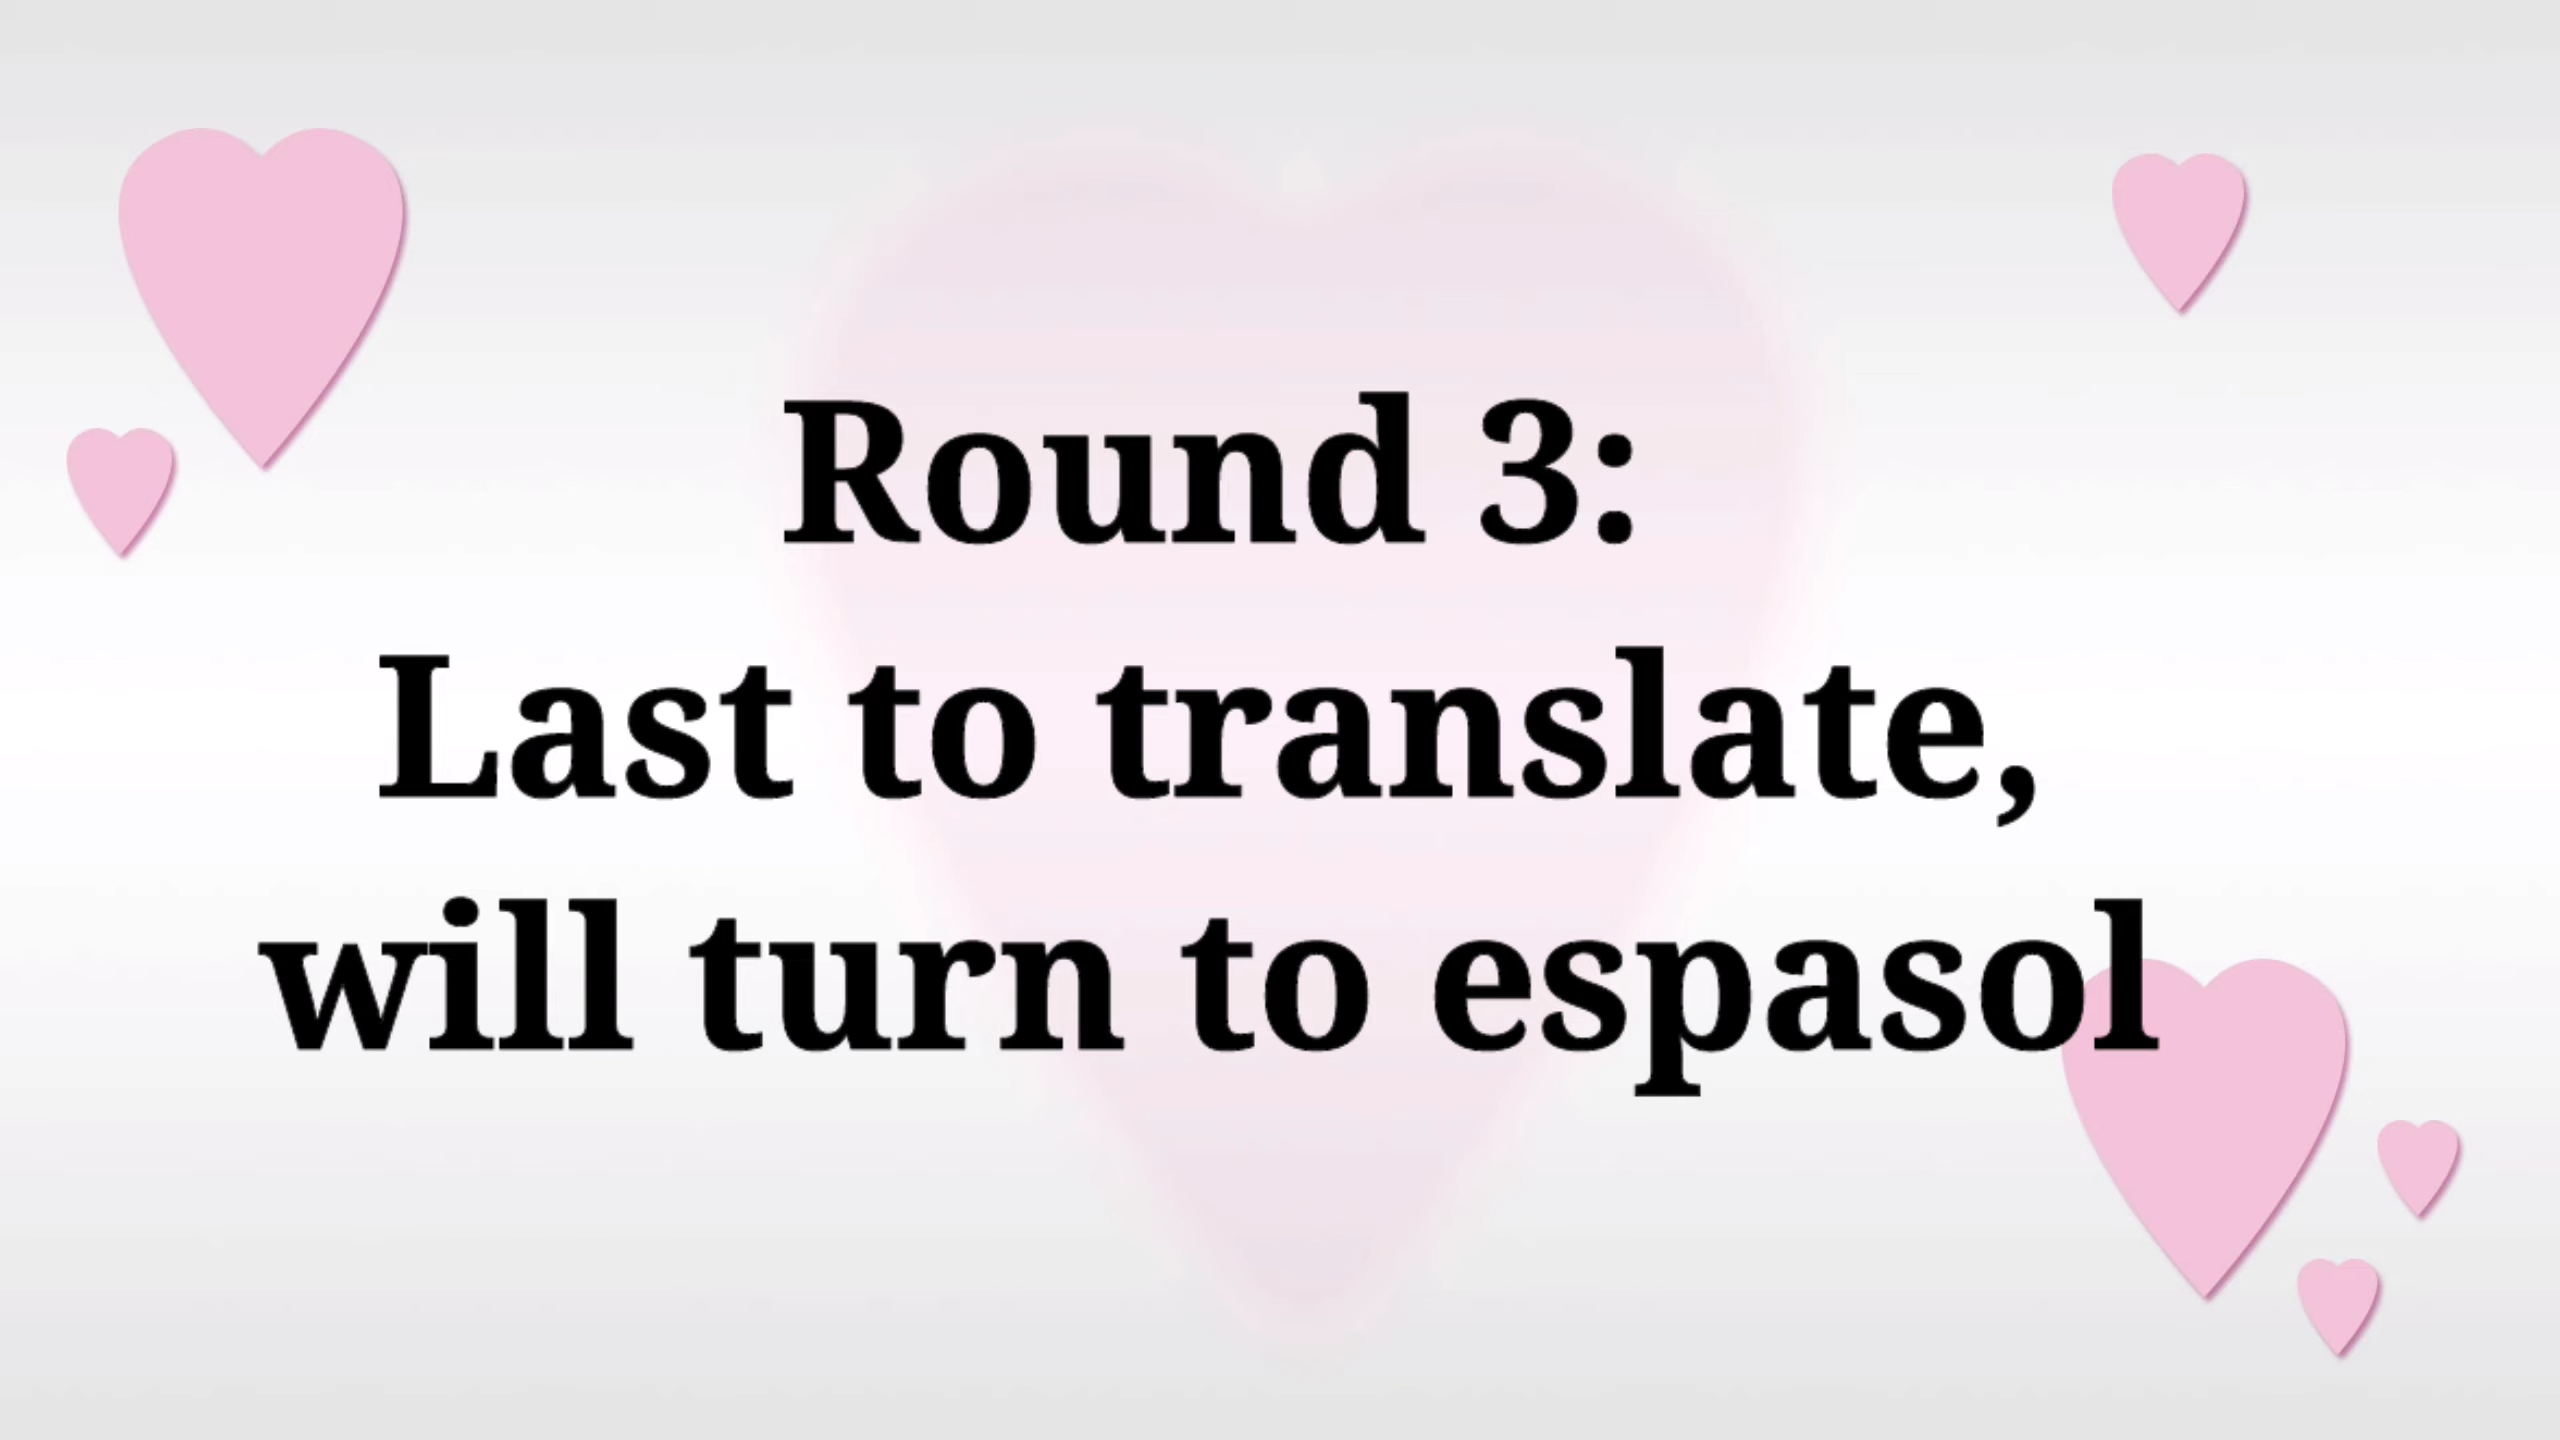 Round 3:
Last to translate,
will turn to espasol